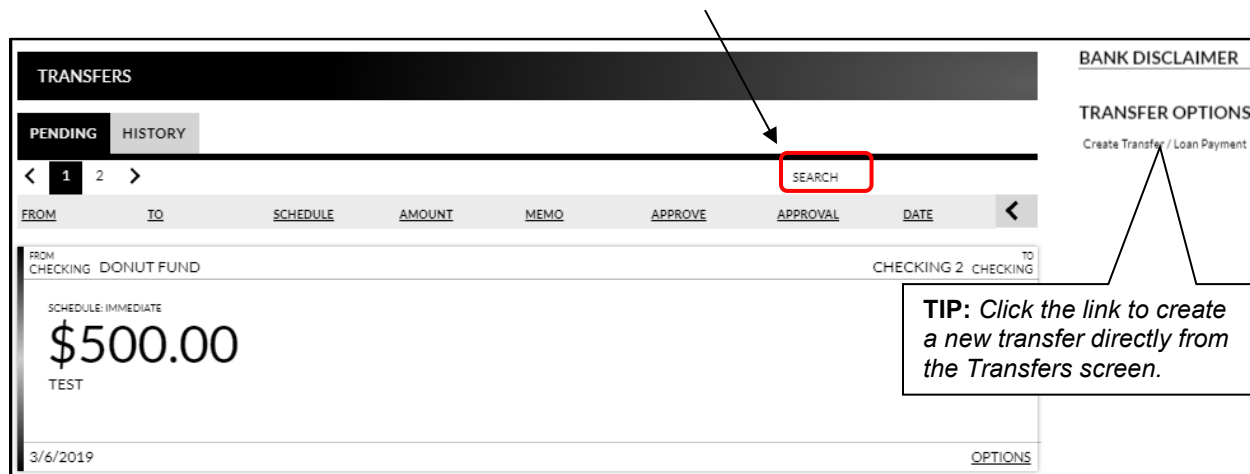 TRANSFERS
PENDING HISTORY
1 2
SEARCH
FROM TO SCHEDULE AMOUNT MEMO APPROVE APPROVAL DATE
FROM
CHECKING DONUT FUND
TO
CHECKING 2 CHECKING
SCHEDULE: IMMEDIATE
$500.00
TEST
3/6/2019 OPTIONS
BANK DISCLAIMER
TRANSFER OPTIONS
Create Transfer / Loan Payment
TIP: Click the link to create
a new transfer directly from
the Transfers screen.